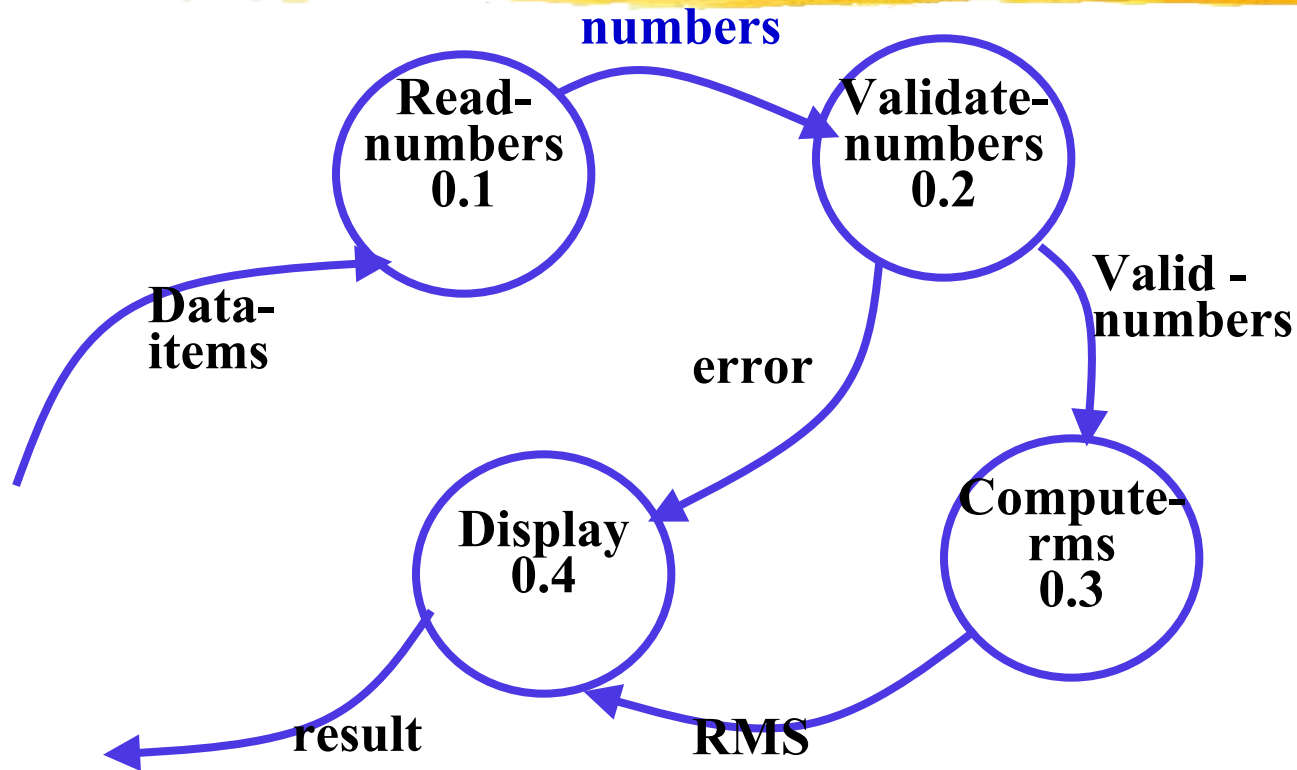 numbers
Read-
numbers
0.1
Validate-
numbers
0.2
Data-
items
Valid -
numbers
error
Display
0.4
Compute-
rms
0.3
result
RMS